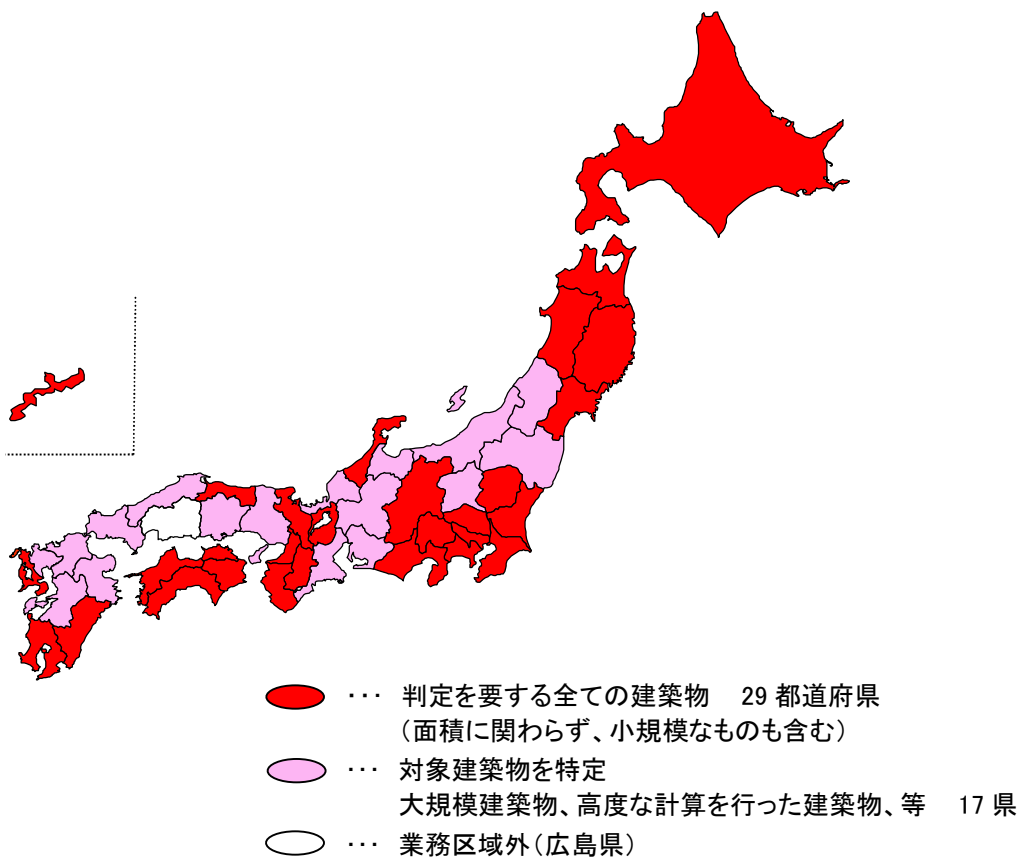 ･･･ 判定を要する全ての建築物 29 都道府県
（面積に関わらず、小規模なものも含む）
･･･ 対象建築物を特定
大規模建築物、高度な計算を行った建築物、等 17 県
･･･ 業務区域外（広島県）